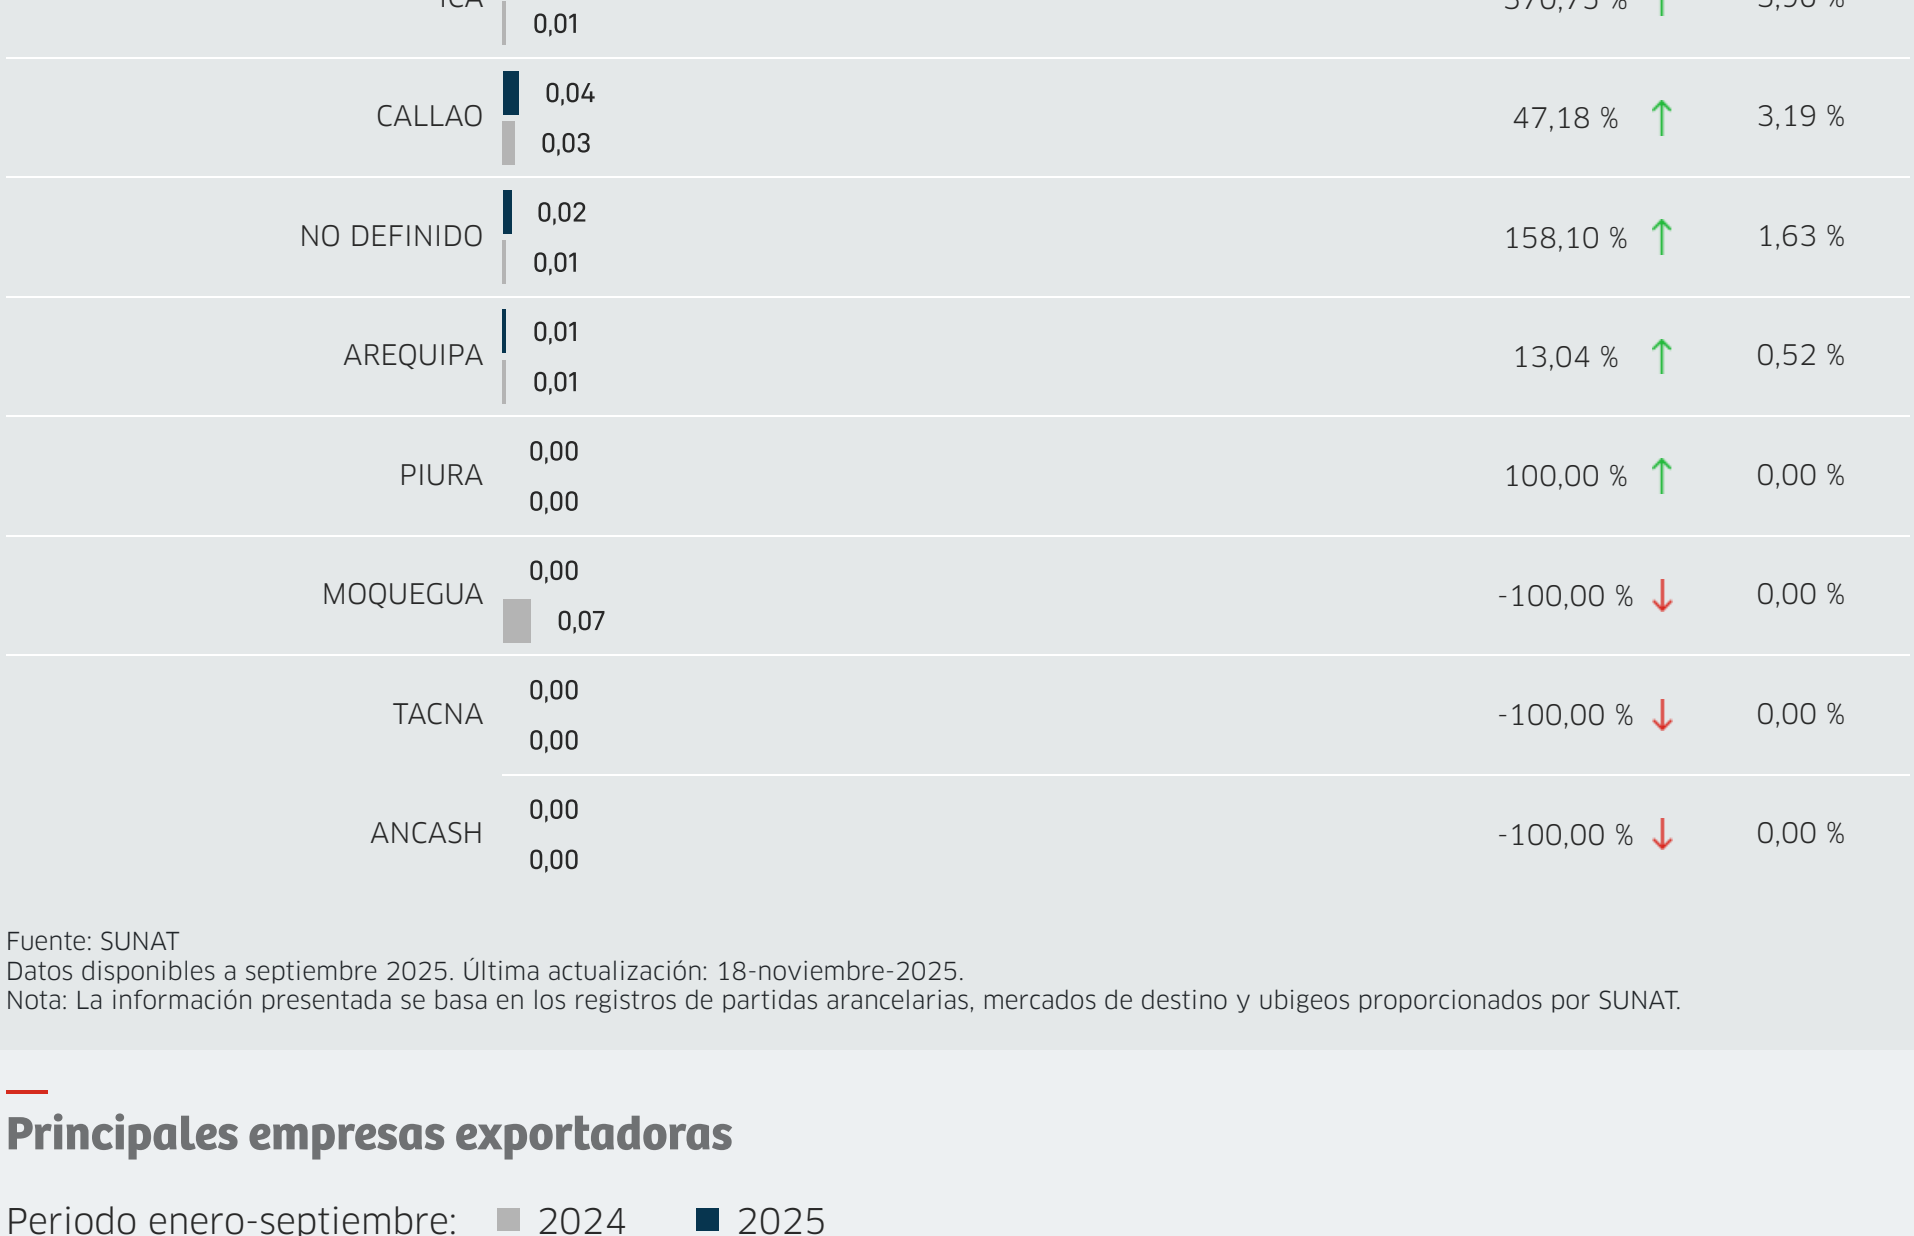 0,01
0,04
CALLAO 47,18 % 3,19 %
0,03
0,02
NO DEFINIDO 158,10 % 1,63 %
0,01
0,01
AREQUIPA 13,04 % 0,52 %
0,01
0,00
PIURA 100,00 % 0,00 %
0,00
0,00
MOQUEGUA -100,00 % 0,00 %
0,07
0,00
TACNA -100,00 % 0,00 %
0,00
0,00
ANCASH -100,00 % 0,00 %
0,00
Fuente: SUNAT
Datos disponibles a septiembre 2025. Última actualización: 18-noviembre-2025.
Nota: La información presentada se basa en los registros de partidas arancelarias, mercados de destino y ubigeos proporcionados por SUNAT.
Principales empresas exportadoras
Periodo enero-septiembre: 2024 2025